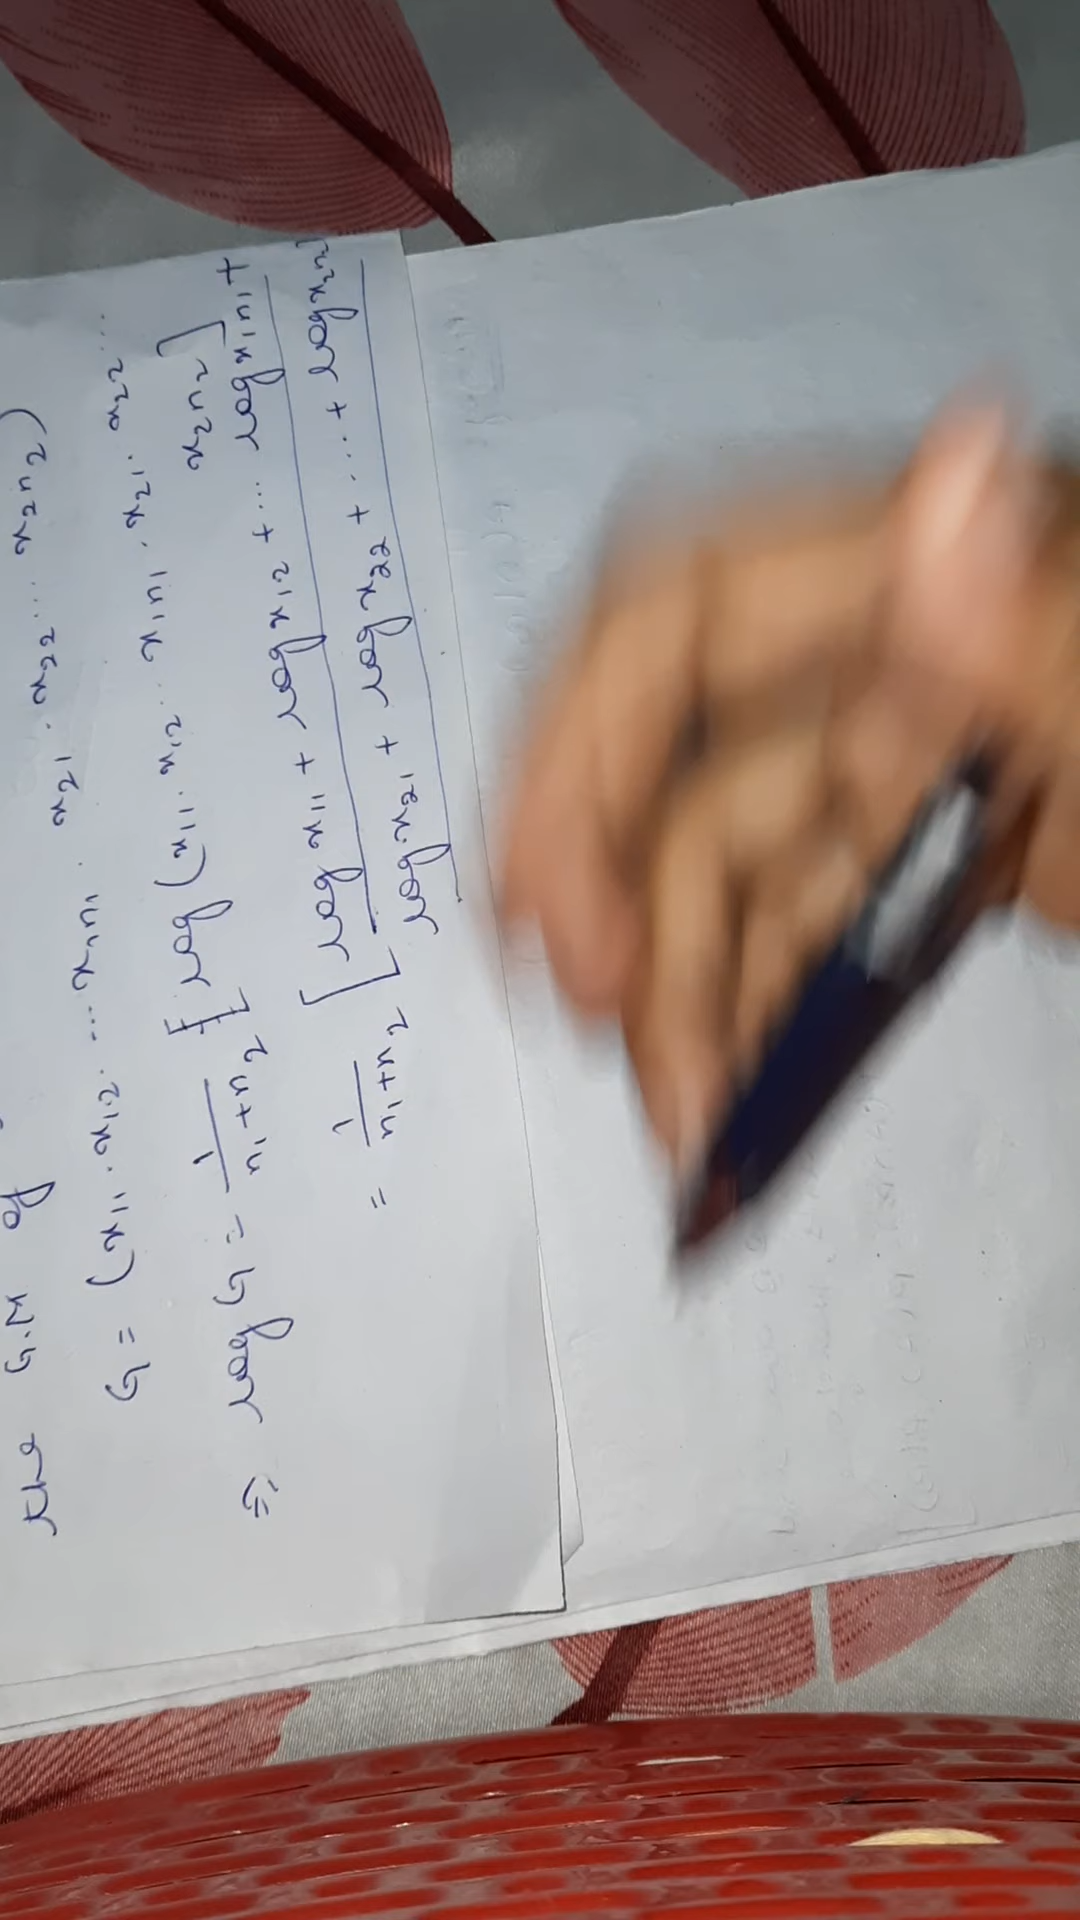 the G.M of
G = (x11 . x12 .... x1n1 . x21 . x22 .... x2n2)
⇒ log G = 1/n1+n2 [log (x11 . x12 .. x1n1 . x21 . x22 ...
x2n2]
= 1/n1+n2 [log x11 + log x12 + ... log x1n1 +
log x21 + log x22 + .... + log x2n2